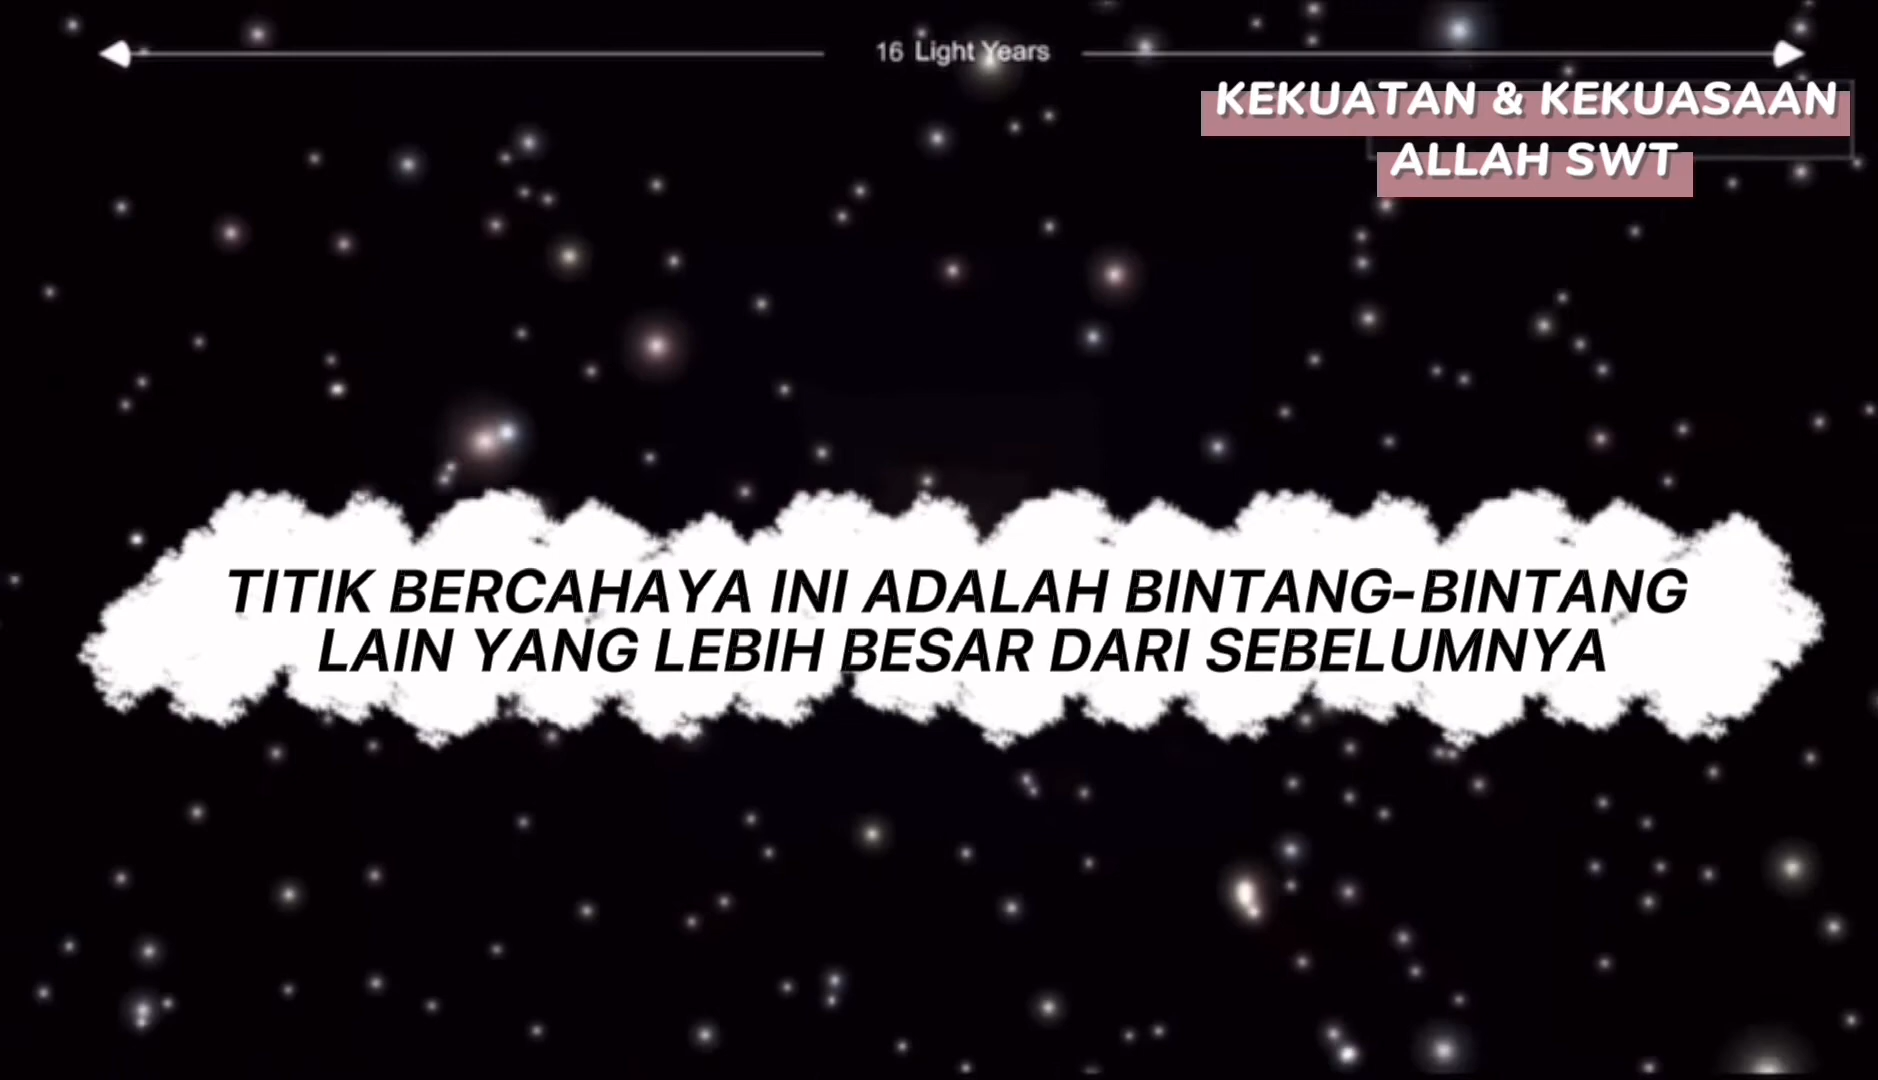 16 Light Years
KEKUATAN & KEKUASAAN
ALLAH SWT
TITIK BERCAHAYA INI ADALAH BINTANG-BINTANG
LAIN YANG LEBIH BESAR DARI SEBELUMNYA